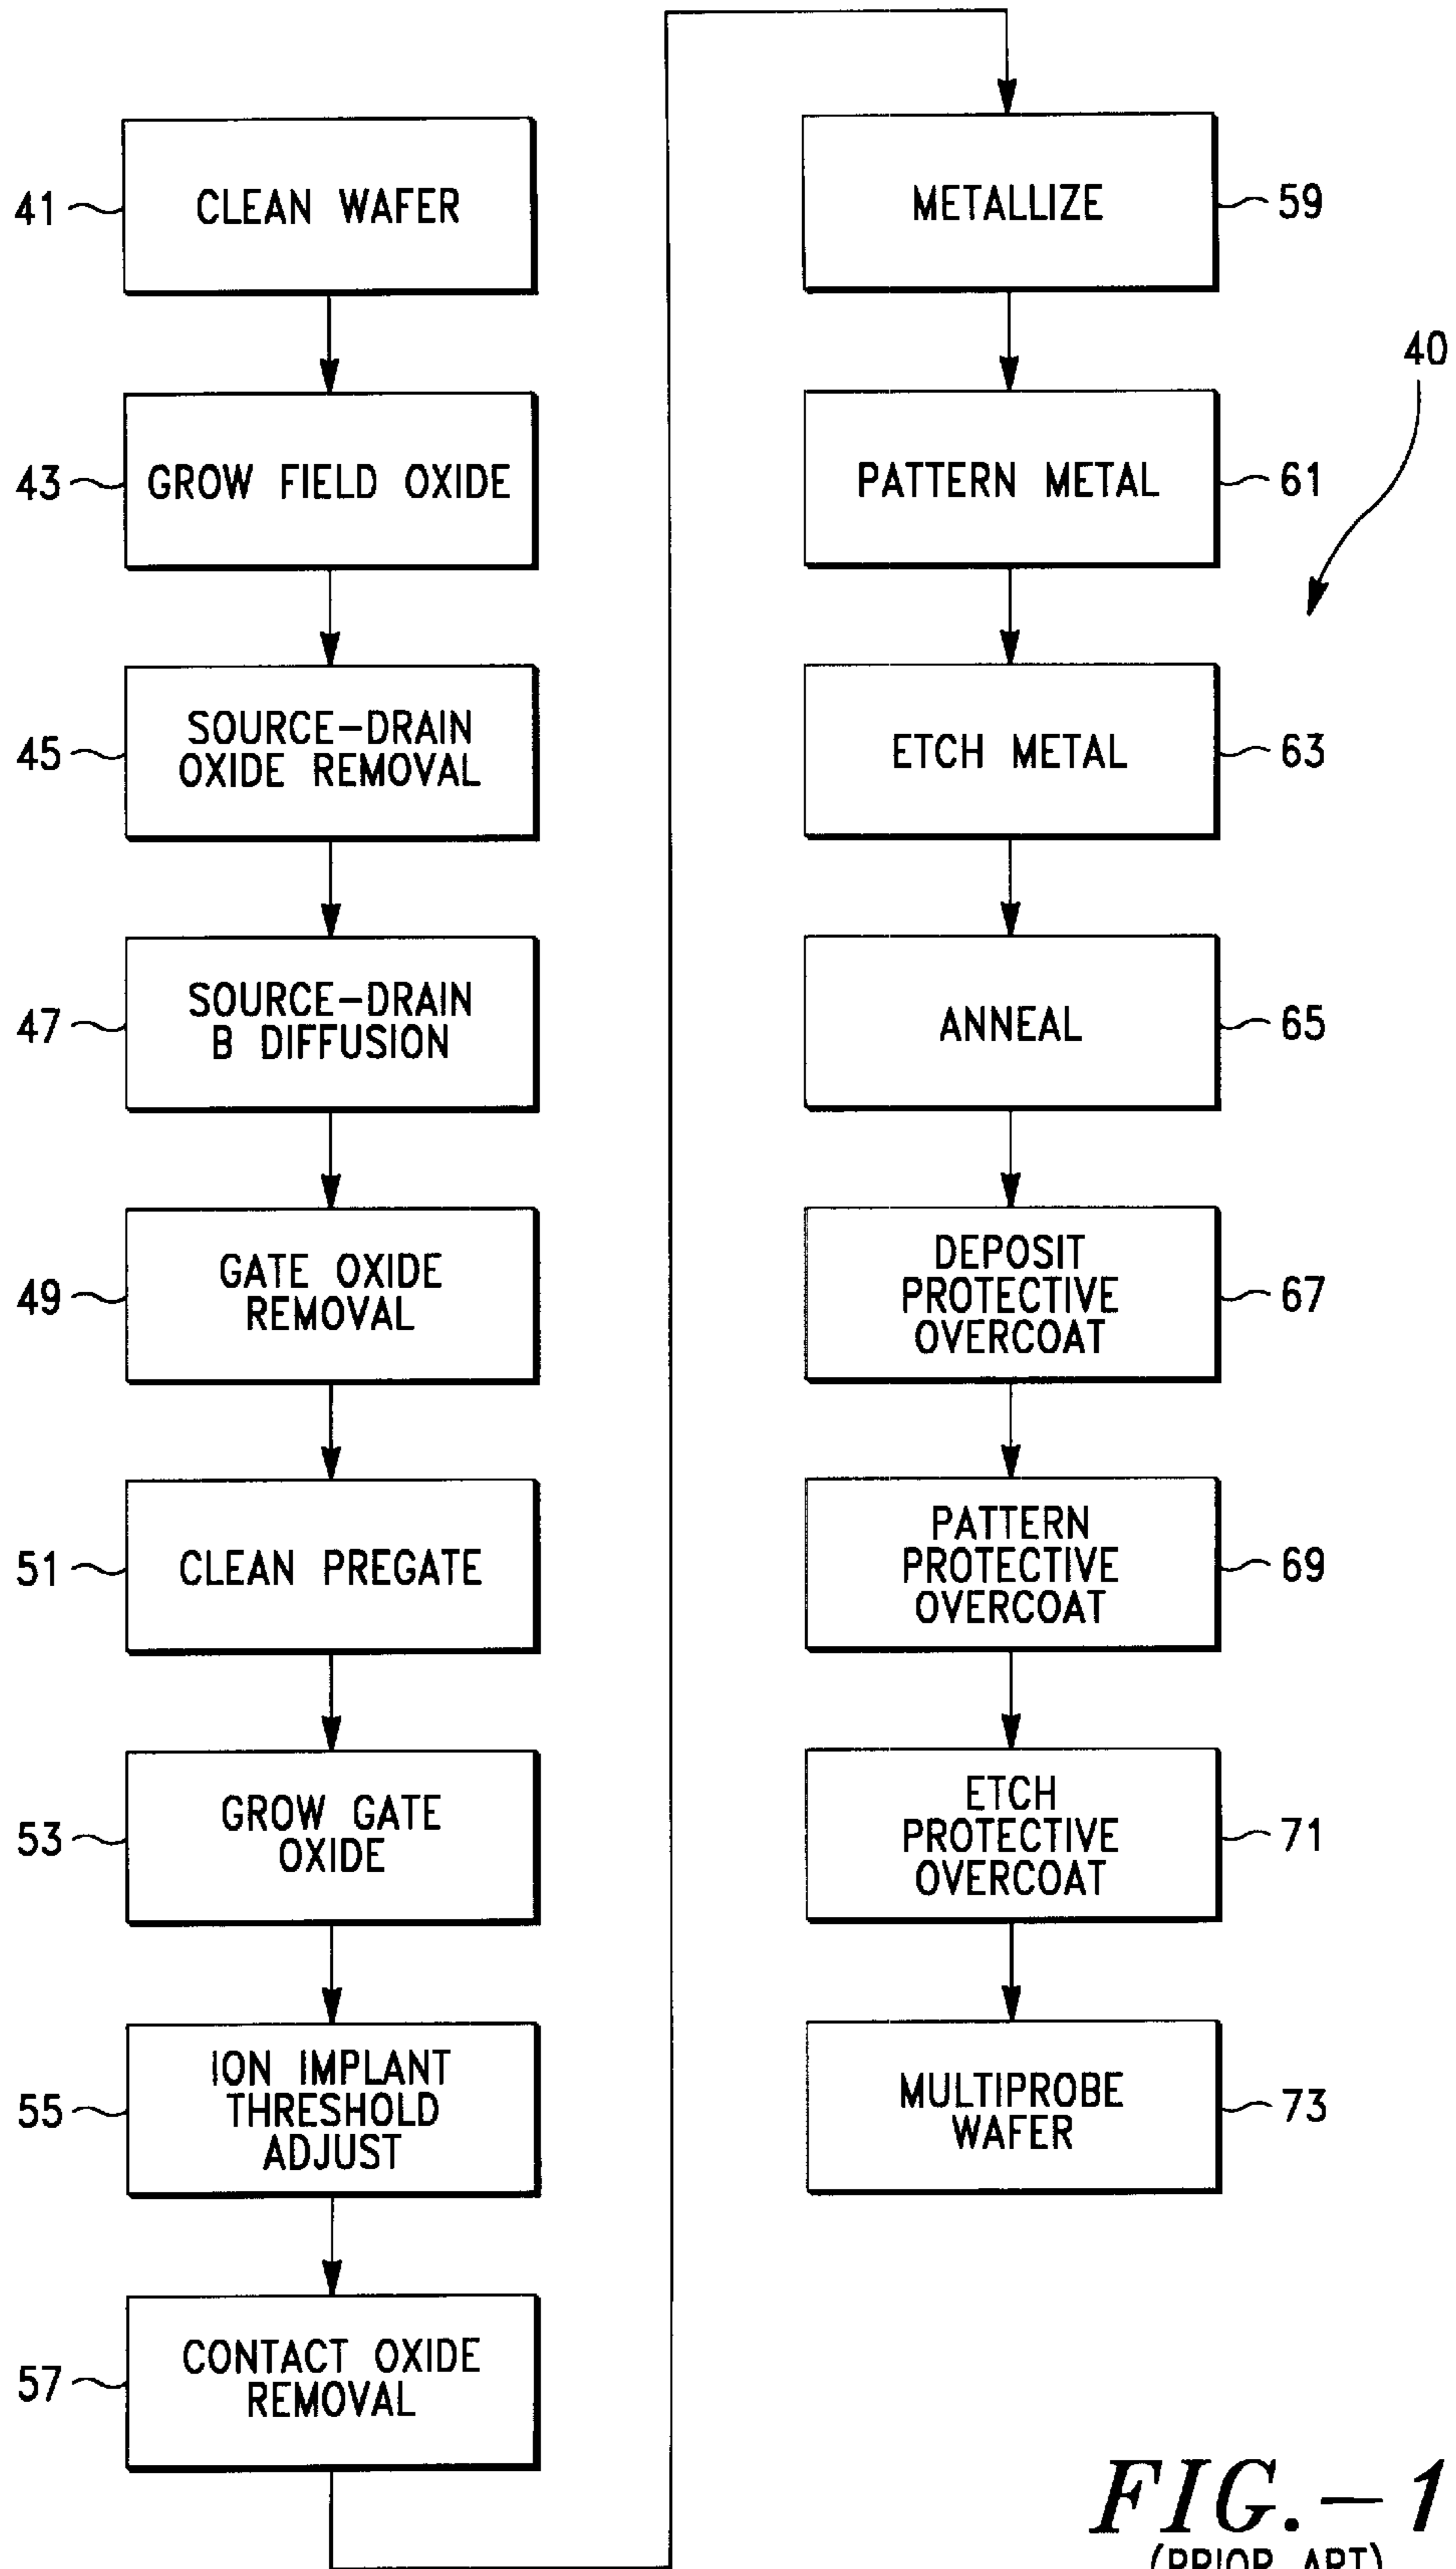 41
CLEAN WAFER
43
GROW FIELD OXIDE
45
SOURCE-DRAIN
OXIDE REMOVAL
47
SOURCE-DRAIN
B DIFFUSION
49
GATE OXIDE
REMOVAL
51
CLEAN PREGATE
53
GROW GATE
OXIDE
55
ION IMPLANT
THRESHOLD
ADJUST
57
CONTACT OXIDE
REMOVAL
METALLIZE
59
40
PATTERN METAL
61
ETCH METAL
63
ANNEAL
65
DEPOSIT
PROTECTIVE
OVERCOAT
67
PATTERN
PROTECTIVE
OVERCOAT
69
ETCH
PROTECTIVE
OVERCOAT
71
MULTIPROBE
WAFER
73
FIG.-1
(PRIOR ART)